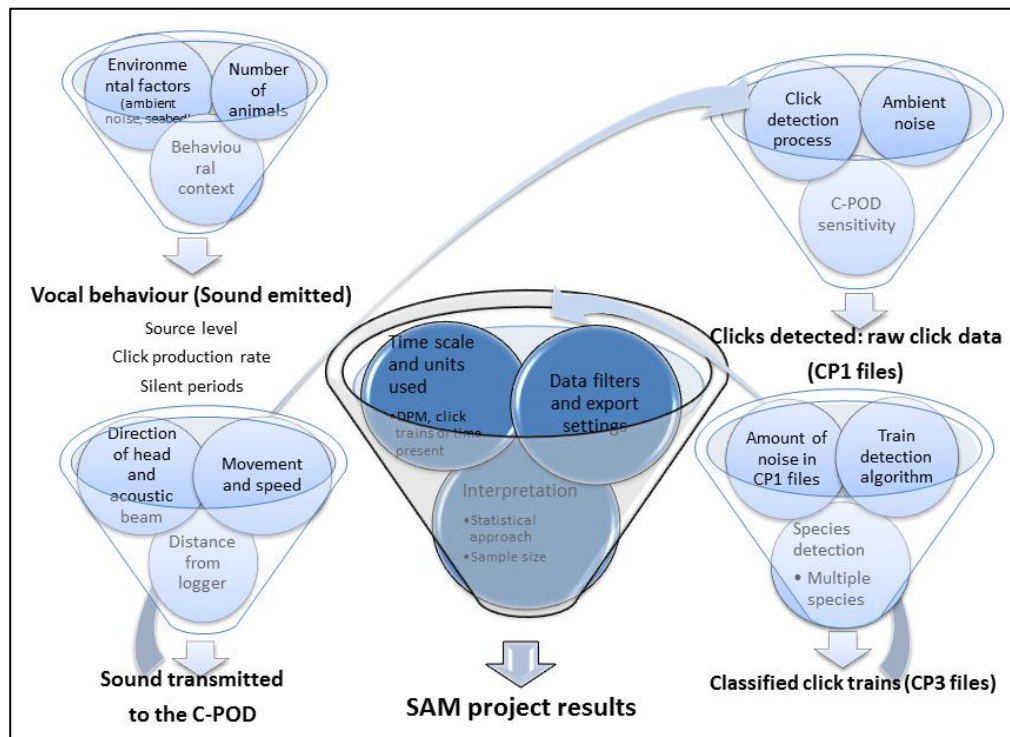 Environme
ntal factors
(ambient
noise, seabed)
Number
of
animals
Behaviou
ral
context
Vocal behaviour (Sound emitted)
Source level
Click production rate
Silent periods
Direction
of head
and
acoustic
beam
Movement
and speed
Distance
from
logger
Sound transmitted
to the C-POD
Click
detection
process
Ambient
noise
C-POD
sensitivity
Clicks detected: raw click data
(CP1 files)
Amount of
noise in
CP1 files
Train
detection
algorithm
Species
detection
• Multiple
species
Classified click trains (CP3 files)
Time scale
and units
used
•DPM, click
trains or time
present
Data filters
and export
settings
Interpretation
•Statistical
approach
•Sample size
SAM project results